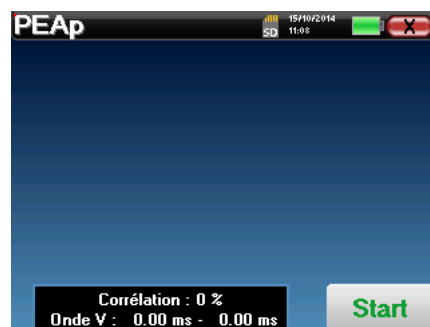 PEAp
SD
15/10/2014
11:08
X
Corrélation : 0 %
Onde V : 0.00 ms - 0.00 ms
Start